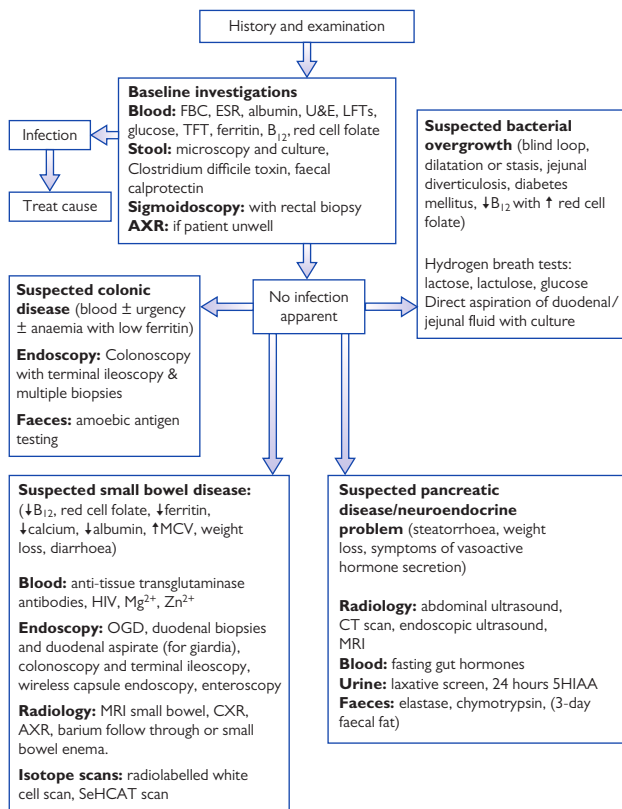 History and examination
Baseline investigations
Blood: FBC, ESR, albumin, U&E, LFTs,
glucose, TFT, ferritin, B12, red cell folate
Stool: microscopy and culture,
Clostridium difficile toxin, faecal
calprotectin
Sigmoidoscopy: with rectal biopsy
AXR: if patient unwell
Infection
Treat cause
Suspected bacterial
overgrowth (blind loop,
dilatation or stasis, jejunal
diverticulosis, diabetes
mellitus, ↓B12 with ↑ red cell
folate)
Hydrogen breath tests:
lactose, lactulose, glucose
Direct aspiration of duodenal/
jejunal fluid with culture
No infection
apparent
Suspected colonic
disease (blood ± urgency
± anaemia with low ferritin)
Endoscopy: Colonoscopy
with terminal ileoscopy &
multiple biopsies
Faeces: amoebic antigen
testing
Suspected small bowel disease:
(↓B12, red cell folate, ↓ferritin,
↓calcium, ↓albumin, ↑MCV, weight
loss, diarrhoea)
Blood: anti-tissue transglutaminase
antibodies, HIV, Mg2+, Zn2+
Endoscopy: OGD, duodenal biopsies
and duodenal aspirate (for giardia),
colonoscopy and terminal ileoscopy,
wireless capsule endoscopy, enteroscopy
Radiology: MRI small bowel, CXR,
AXR, barium follow through or small
bowel enema.
Isotope scans: radiolabelled white
cell scan, SeHCAT scan
Suspected pancreatic
disease/neuroendocrine
problem (steatorrhoea, weight
loss, symptoms of vasoactive
hormone secretion)
Radiology: abdominal ultrasound,
CT scan, endoscopic ultrasound,
MRI
Blood: fasting gut hormones
Urine: laxative screen, 24 hours 5HIAA
Faeces: elastase, chymotrypsin, (3-day
faecal fat)